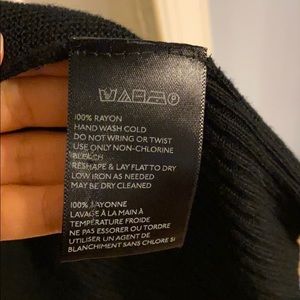 100% RAYON
HAND WASH COLD
DO NOT WRING OR TWIST
USE ONLY NON-CHLORINE
BLEACH
RESHAPE & LAY FLAT TO DRY
LOW IRON AS NEEDED
MAY BE DRY CLEANED
100% RAYONNE
LAVAGE À LA MAIN À
TEMPÉRATURE FROIDE
NE PAS ESSORER OU TORDRE
UTILISER UN AGENT DE
BLANCHIMENT SANS CHLORE SI